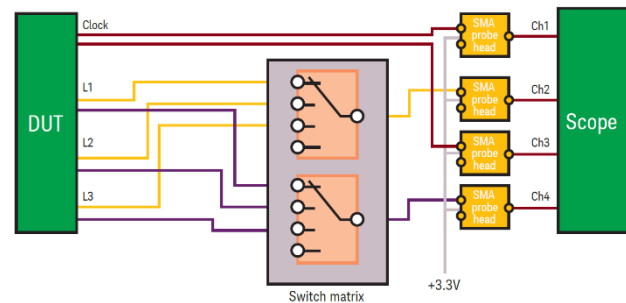 Clock
L1
L2
L3
DUT
Switch matrix
SMA
probe
head
SMA
probe
head
SMA
probe
head
SMA
probe
head
+3.3V
Ch1
Ch2
Ch3
Ch4
Scope